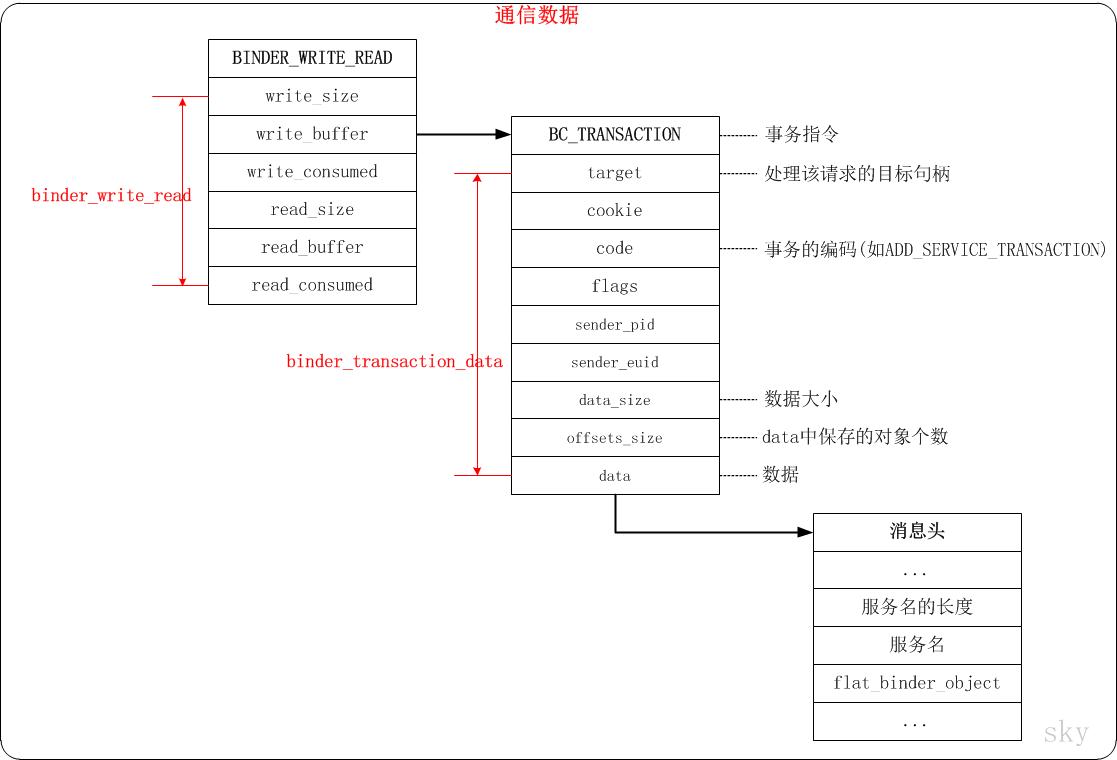 通信数据
BINDER_WRITE_READ
write_size
write_buffer
write_consumed
read_size
read_buffer
read_consumed
binder_write_read
BC_TRANSACTION
事务指令
target
处理该请求的目标句柄
cookie
code
事务的编码(如ADD_SERVICE_TRANSACTION)
flags
sender_pid
sender_euid
data_size
数据大小
offsets_size
data中保存的对象个数
data
数据
binder_transaction_data
消息头
...
服务名的长度
服务名
flat_binder_object
...
sky